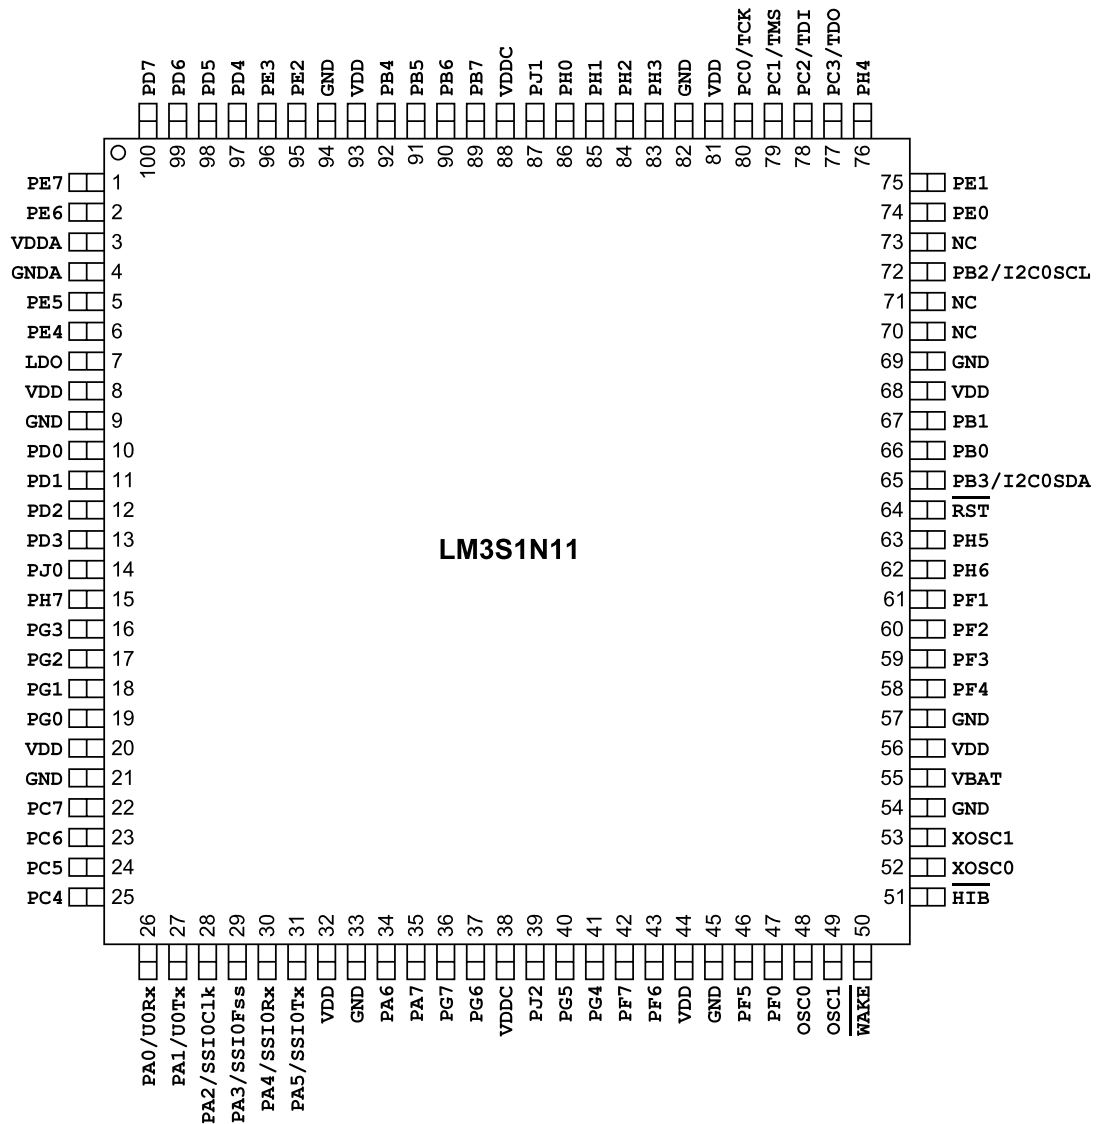 PD7 PD6 PD5 PD4 PE3 PE2 GND VDD PB4 PB5 PB6 PB7 VDDC PJ1 PH0 PH1 PH2 PH3 GND VDD PC0/TCK PC1/TMS PC2/TDI PC3/TDO PH4
100 99 98 97 96 95 94 93 92 91 90 89 88 87 86 85 84 83 82 81 80 79 78 77 76
PE7 1 75 PE1
PE6 2 74 PE0
VDDA 3 73 NC
GNDA 4 72 PB2/I2C0SCL
PE5 5 71 NC
PE4 6 70 NC
LDO 7 69 GND
VDD 8 68 VDD
GND 9 67 PB1
PD0 10 66 PB0
PD1 11 65 PB3/I2C0SDA
PD2 12 64 RST
PD3 13 63 PH5
LM3S1N11
PJ0 14 62 PH6
PH7 15 61 PF1
PG3 16 60 PF2
PG2 17 59 PF3
PG1 18 58 PF4
PG0 19 57 GND
VDD 20 56 VDD
GND 21 55 VBAT
PC7 22 54 GND
PC6 23 53 XOSC1
PC5 24 52 XOSC0
PC4 25 51 HIB
26 27 28 29 30 31 32 33 34 35 36 37 38 39 40 41 42 43 44 45 46 47 48 49 50
PA0/U0Rx PA1/U0Tx PA2/SSI0Clk PA3/SSI0Fss PA4/SSI0Rx PA5/SSI0Tx VDD GND PA6 PA7 PG7 PG6 VDDC PJ2 PG5 PG4 PF7 PF6 VDD GND PF5 PF0 OSC0 OSC1 WAKE